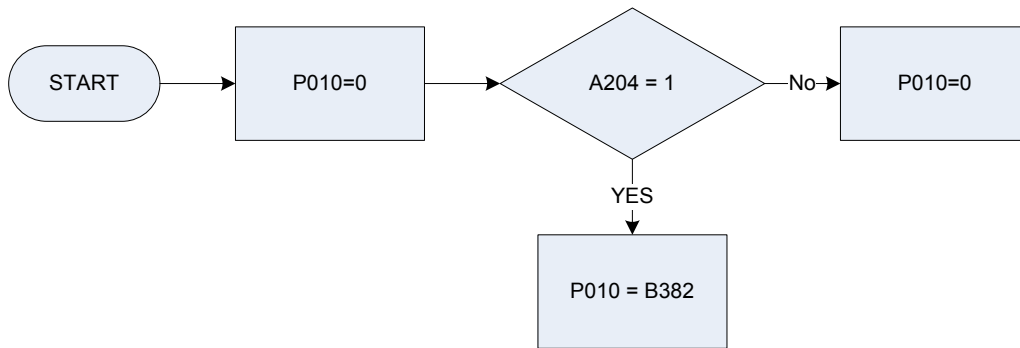 START
P010=0
A204 = 1
No
P010=0
YES
P010 = B382